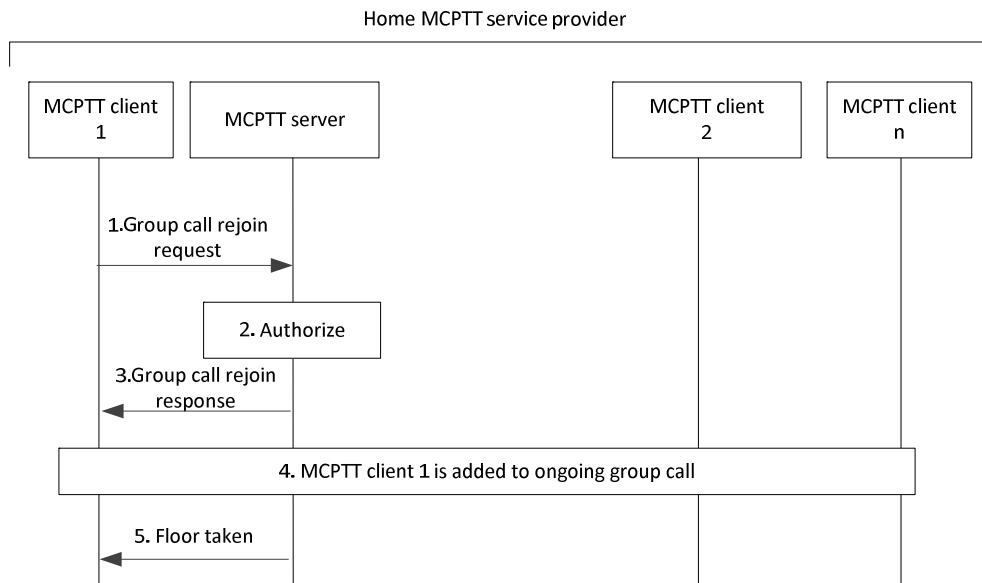 Home MCPTT service provider
MCPTT client
1
MCPTT server
MCPTT client
2
MCPTT client
n
1.Group call rejoin
request
2. Authorize
3.Group call rejoin
response
4. MCPTT client 1 is added to ongoing group call
5. Floor taken